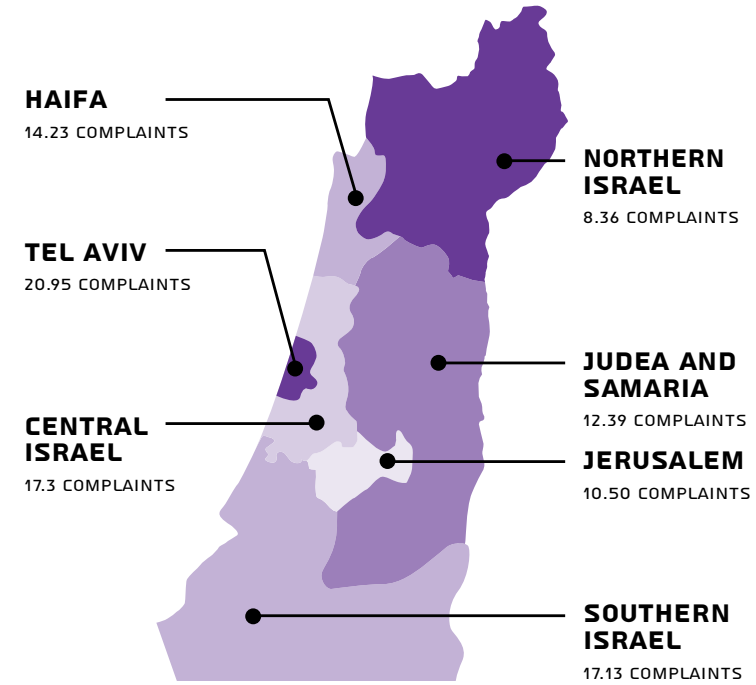 HAIFA
14.23 COMPLAINTS
TEL AVIV
20.95 COMPLAINTS
CENTRAL
ISRAEL
17.3 COMPLAINTS
NORTHERN
ISRAEL
8.36 COMPLAINTS
JUDEA AND
SAMARIA
12.39 COMPLAINTS
JERUSALEM
10.50 COMPLAINTS
SOUTHERN
ISRAEL
17.13 COMPLAINTS